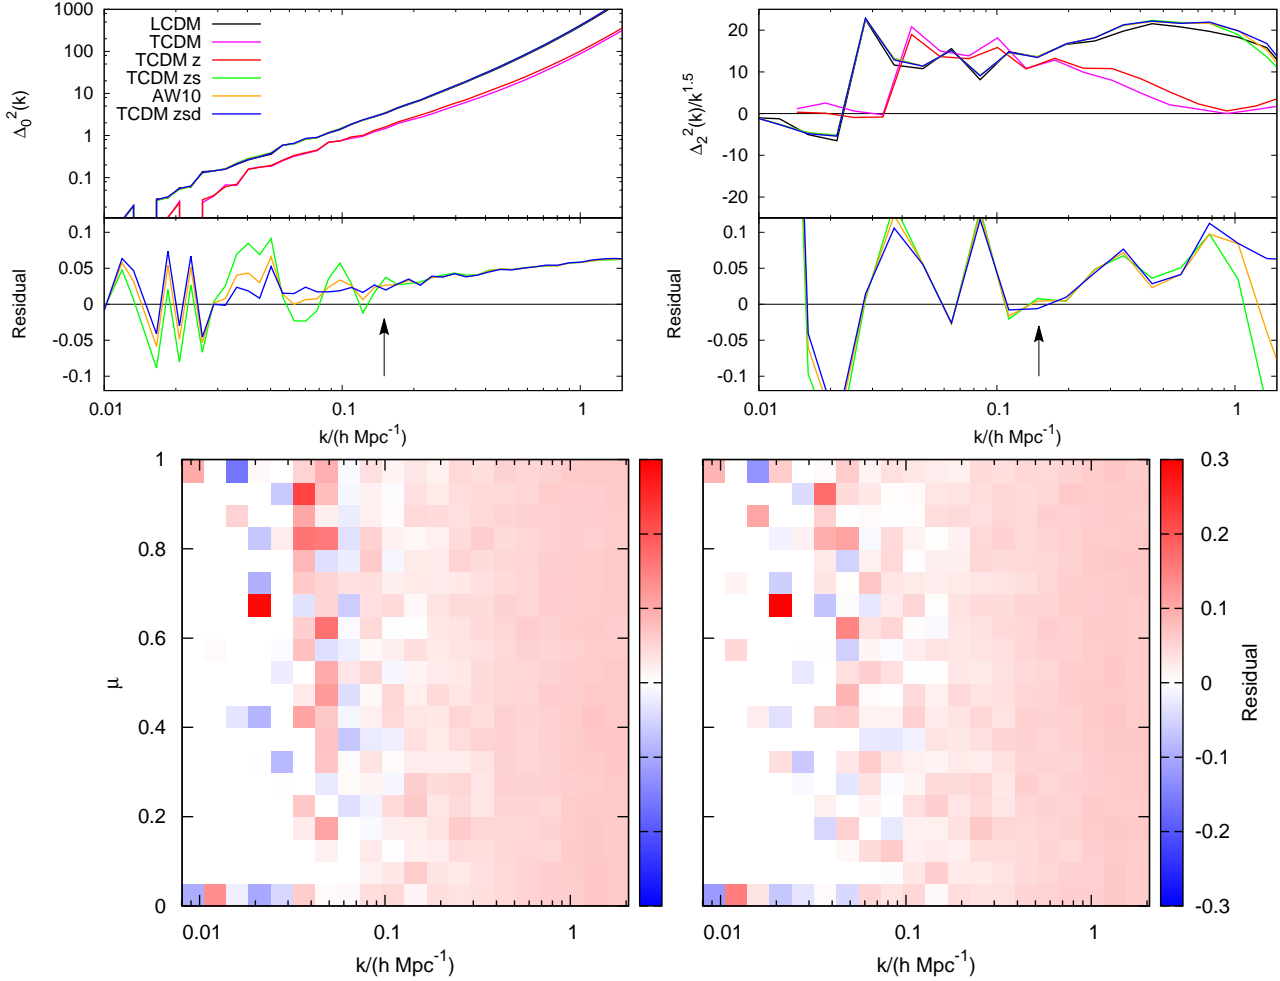 1000
100
10
1
0.1
Δ₀²(k)
LCDM
TCDM
TCDM z
TCDM zs
AW10
TCDM zsd
0.1
0.05
0
-0.05
-0.1
Residual
0.01
0.1
1
k/(h Mpc⁻¹)
20
10
0
-10
-20
Δ₂²(k)/k¹·⁵
0.1
0.05
0
-0.05
-0.1
Residual
0.01
0.1
1
k/(h Mpc⁻¹)
1
0.8
0.6
0.4
0.2
0
μ
0.01
0.1
1
k/(h Mpc⁻¹)
0.01
0.1
1
k/(h Mpc⁻¹)
0.3
0.2
0.1
0
-0.1
-0.2
-0.3
Residual